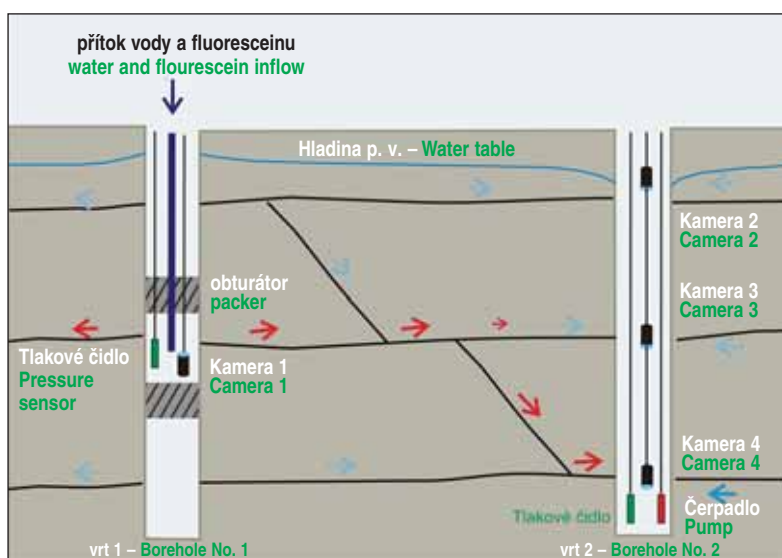 přítok vody a fluoresceinu
water and flourescein inflow
Hladina p. v. – Water table
Kamera 2
Camera 2
obturátor
packer
Kamera 3
Camera 3
Tlakové čidlo
Pressure
sensor
Kamera 1
Camera 1
Kamera 4
Camera 4
Tlakové čidlo
Čerpadlo
Pump
vrt 1 – Borehole No. 1
vrt 2 – Borehole No. 2